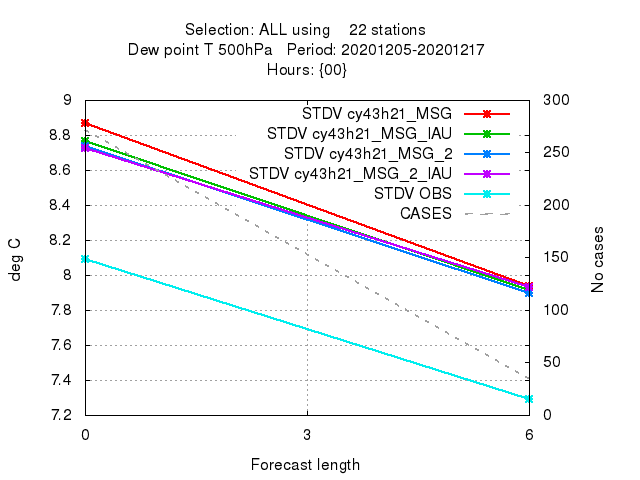 Selection: ALL using    22 stations
Dew point T 500hPa   Period: 20201205-20201217
Hours: {00}
9
8.8
8.6
8.4
8.2
8
7.8
7.6
7.4
7.2
deg C
STDV cy43h21_MSG
STDV cy43h21_MSG_IAU
STDV cy43h21_MSG_2
STDV cy43h21_MSG_2_IAU
STDV OBS
CASES
300
250
200
150
100
50
0
No cases
0
3
6
Forecast length